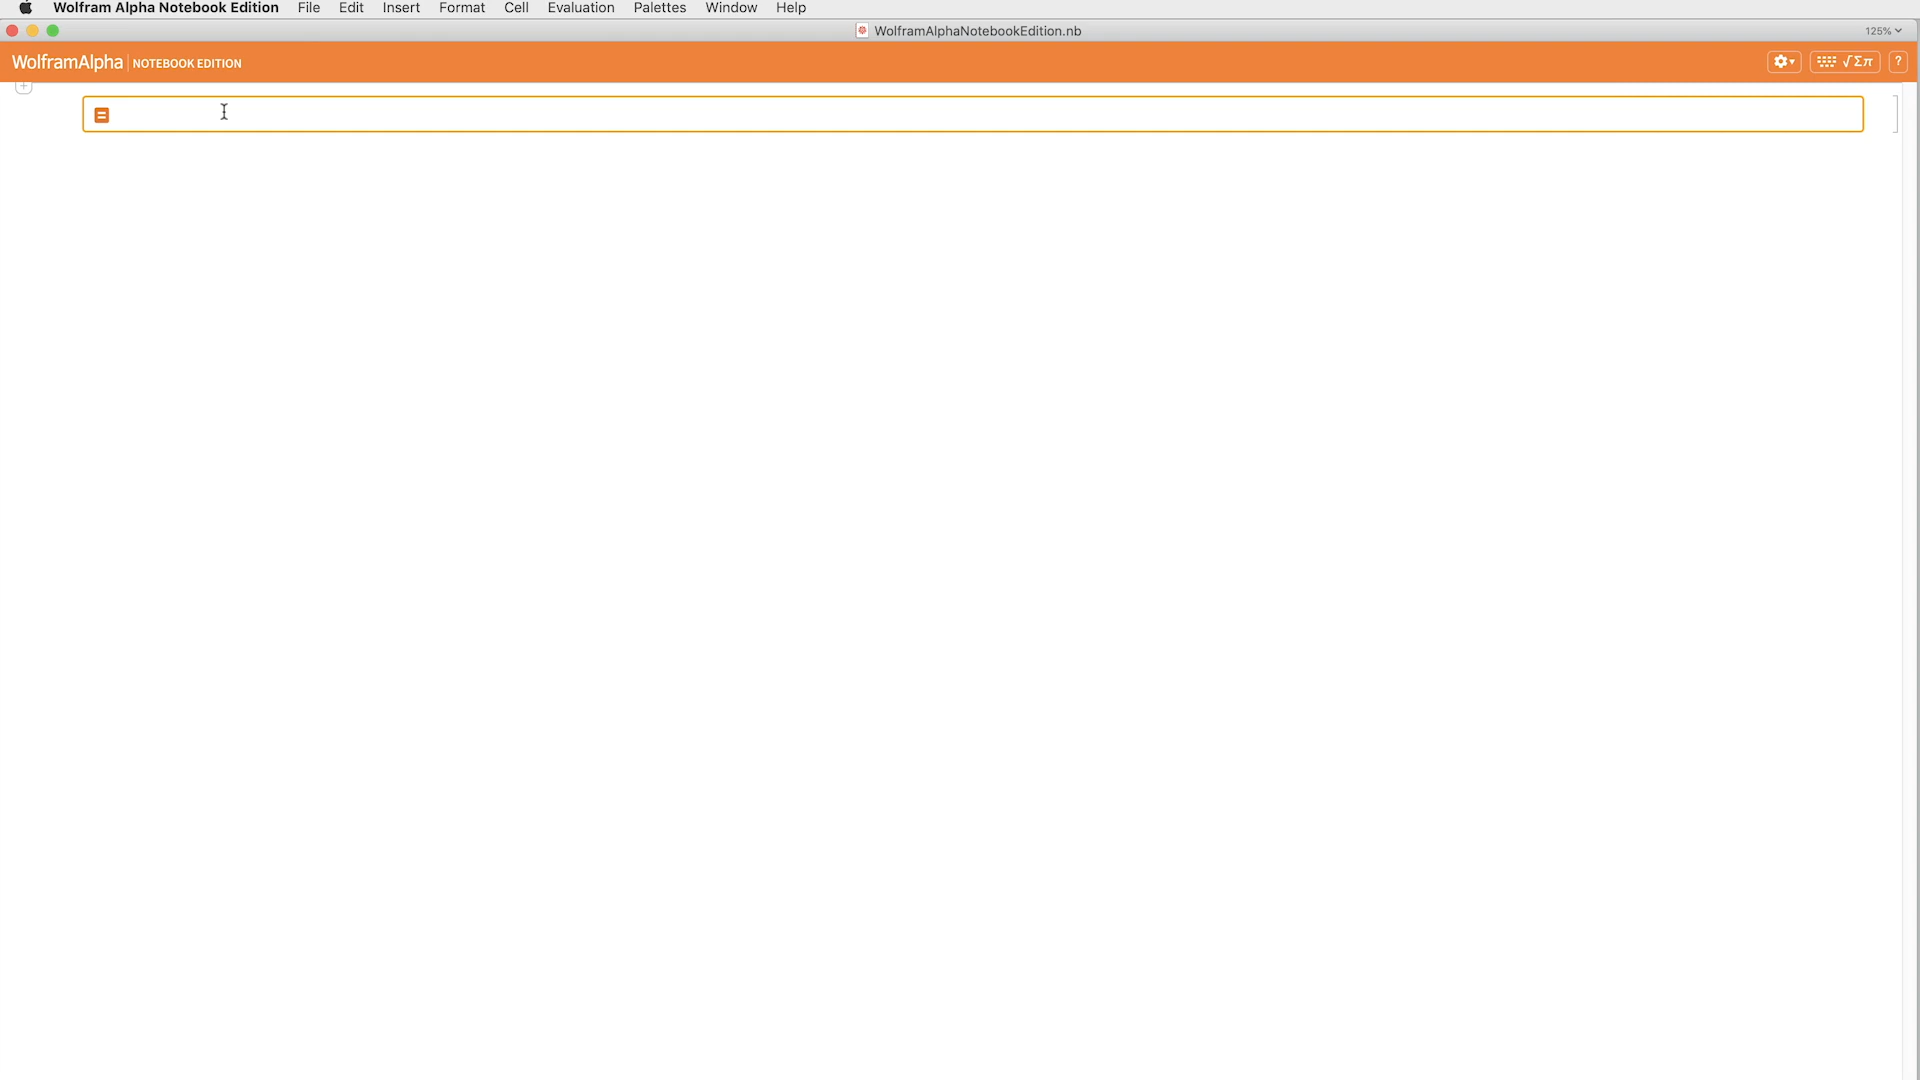 Wolfram Alpha Notebook Edition File Edit Insert Format Cell Evaluation Palettes Window Help
WolframAlphaNotebookEdition.nb 125%
WolframAlpha NOTEBOOK EDITION √Σπ ?